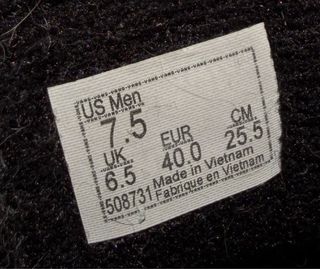 US Men
7.5
UK EUR CM
6.5 40.0 25.5
508731 Made in Vietnam
Fabrique en Vietnam